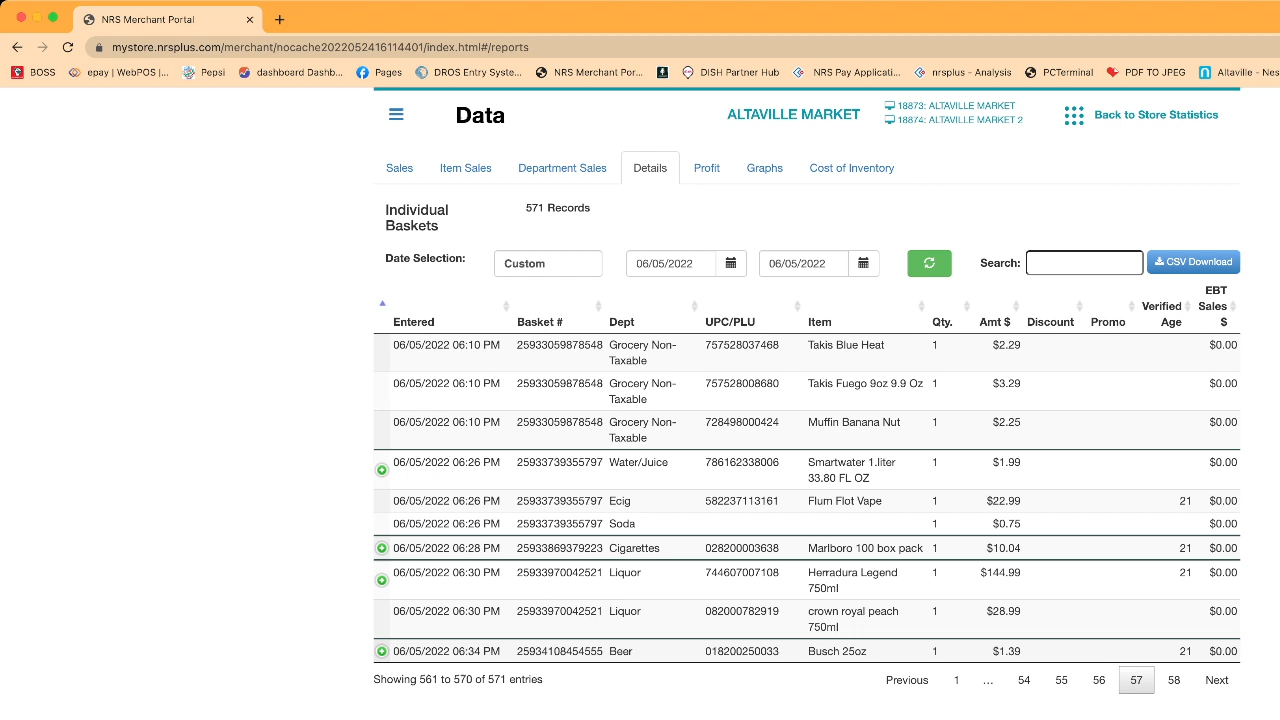 NRS Merchant Portal
mystore.nrsplus.com/merchant/nocache2022052416114401/index.html#/reports
BOSS epay | WebPOS |... Pepsi dashboard Dashb... Pages DROS Entry Syste... NRS Merchant Por... DISH Partner Hub NRS Pay Applicati... nrsplus - Analysis PCTerminal PDF TO JPEG Altaville - Nes
Data
ALTAVILLE MARKET
18873: ALTAVILLE MARKET
18874: ALTAVILLE MARKET 2
Back to Store Statistics
Sales Item Sales Department Sales Details Profit Graphs Cost of Inventory
Individual
Baskets
571 Records
Date Selection: Custom 06/05/2022 06/05/2022 Search: CSV Download
Entered Basket # Dept UPC/PLU Item Qty. Amt $ Discount Promo Verified Age EBT Sales $
06/05/2022 06:10 PM 25933059878548 Grocery Non-Taxable 757528037468 Takis Blue Heat 1 $2.29 $0.00
06/05/2022 06:10 PM 25933059878548 Grocery Non-Taxable 757528008680 Takis Fuego 9oz 9.9 Oz 1 $3.29 $0.00
06/05/2022 06:10 PM 25933059878548 Grocery Non-Taxable 728498000424 Muffin Banana Nut 1 $2.25 $0.00
06/05/2022 06:26 PM 25933739355797 Water/Juice 786162338006 Smartwater 1.liter 33.80 FL OZ 1 $1.99 $0.00
06/05/2022 06:26 PM 25933739355797 Ecig 582237113161 Flum Flot Vape 1 $22.99 21 $0.00
06/05/2022 06:26 PM 25933739355797 Soda 1 $0.75 $0.00
06/05/2022 06:28 PM 25933869379223 Cigarettes 028200003638 Marlboro 100 box pack 1 $10.04 21 $0.00
06/05/2022 06:30 PM 25933970042521 Liquor 744607007108 Herradura Legend 750ml 1 $144.99 21 $0.00
06/05/2022 06:30 PM 25933970042521 Liquor 082000782919 crown royal peach 750ml 1 $28.99 $0.00
06/05/2022 06:34 PM 25934108454555 Beer 018200250033 Busch 25oz 1 $1.39 21 $0.00
Showing 561 to 570 of 571 entries
Previous 1 ... 54 55 56 57 58 Next